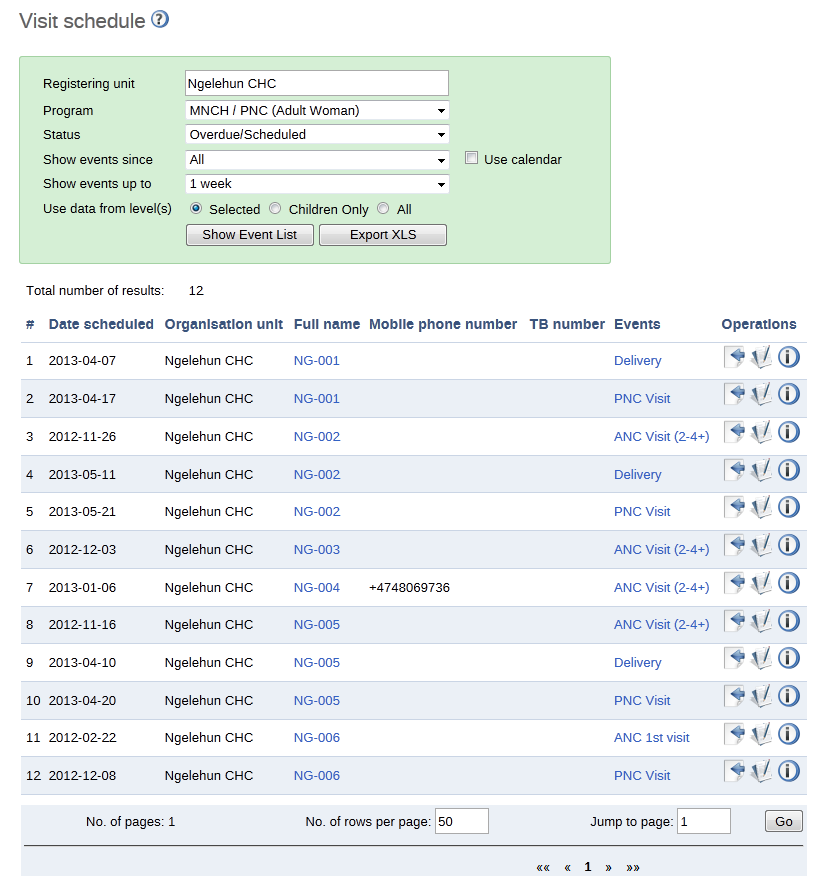 Visit schedule ?
Registering unit Ngelehun CHC
Program MNCH / PNC (Adult Woman)
Status Overdue/Scheduled
Show events since All Use calendar
Show events up to 1 week
Use data from level(s) Selected Children Only All
Show Event List Export XLS
Total number of results: 12
# Date scheduled Organisation unit Full name Mobile phone number TB number Events Operations
1 2013-04-07 Ngelehun CHC NG-001 Delivery i
2 2013-04-17 Ngelehun CHC NG-001 PNC Visit i
3 2012-11-26 Ngelehun CHC NG-002 ANC Visit (2-4+) i
4 2013-05-11 Ngelehun CHC NG-002 Delivery i
5 2013-05-21 Ngelehun CHC NG-002 PNC Visit i
6 2012-12-03 Ngelehun CHC NG-003 ANC Visit (2-4+) i
7 2013-01-06 Ngelehun CHC NG-004 +4748069736 ANC Visit (2-4+) i
8 2012-11-16 Ngelehun CHC NG-005 ANC Visit (2-4+) i
9 2013-04-10 Ngelehun CHC NG-005 Delivery i
10 2013-04-20 Ngelehun CHC NG-005 PNC Visit i
11 2012-02-22 Ngelehun CHC NG-006 ANC 1st visit i
12 2012-12-08 Ngelehun CHC NG-006 PNC Visit i
No. of pages: 1 No. of rows per page: 50 Jump to page: 1 Go
«« « 1 » »»